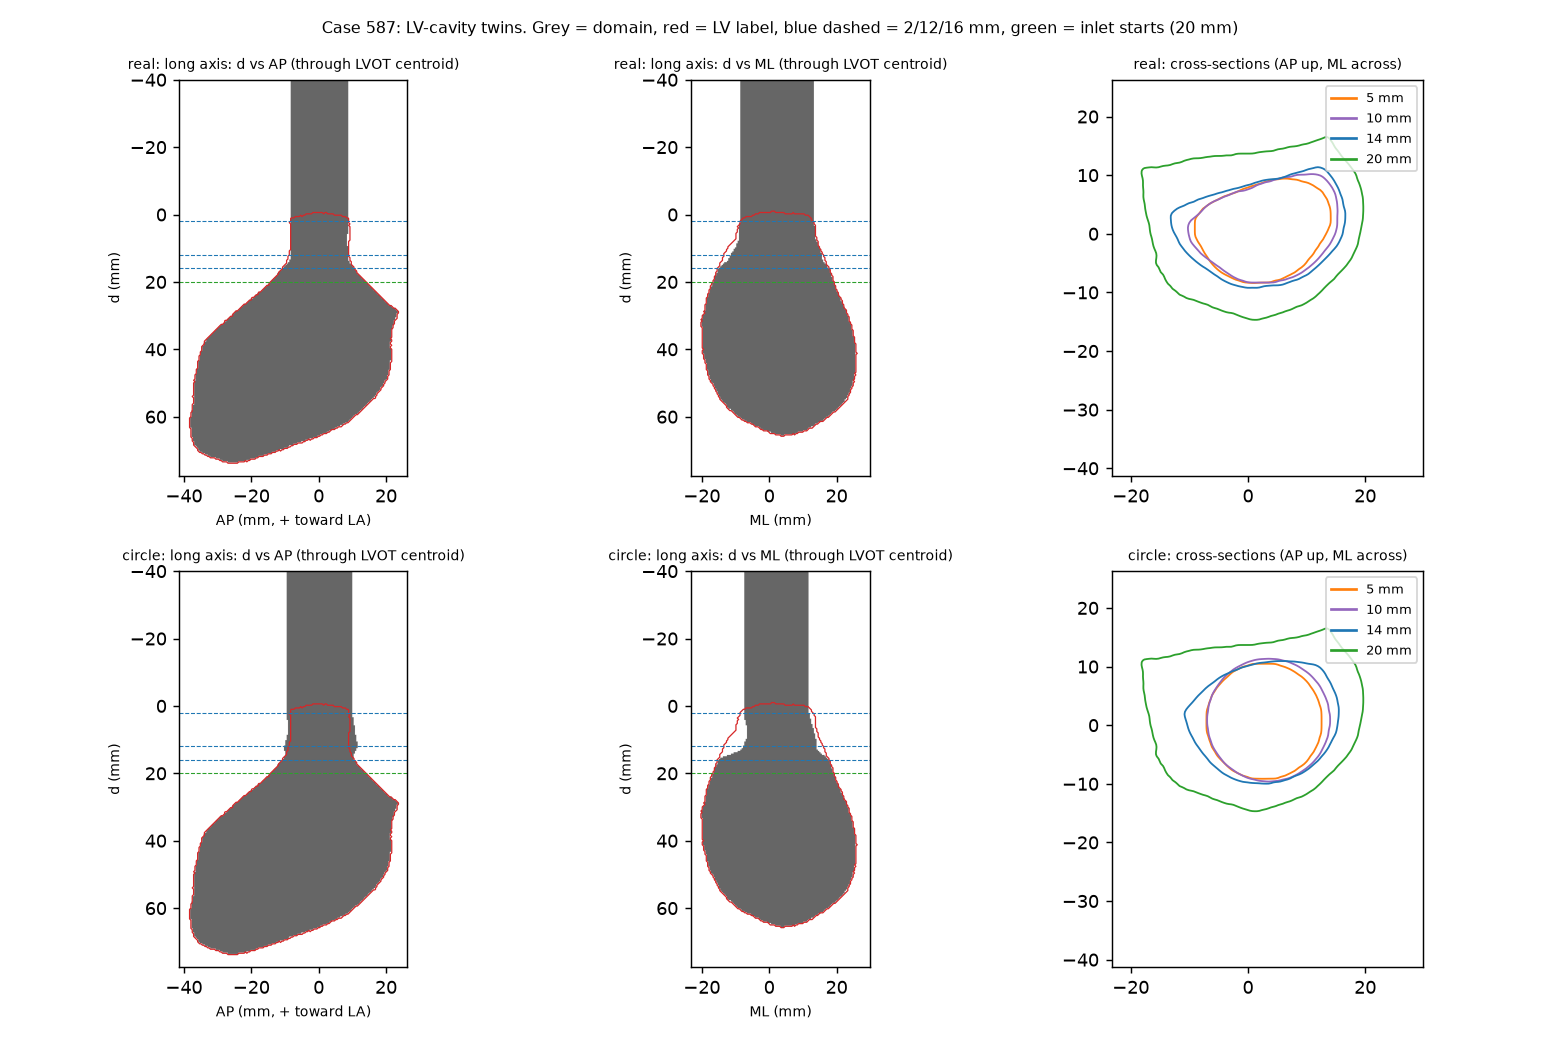 Case 587: LV-cavity twins. Grey = domain, red = LV label, blue dashed = 2/12/16 mm, green = inlet starts (20 mm)
real: long axis: d vs AP (through LVOT centroid)
−40
−20
0
20
40
60
d (mm)
−40 −20 0 20
AP (mm, + toward LA)
real: long axis: d vs ML (through LVOT centroid)
−40
−20
0
20
40
60
d (mm)
−20 0 20
ML (mm)
real: cross-sections (AP up, ML across)
5 mm
10 mm
14 mm
20 mm
20
10
0
−10
−20
−30
−40
−20 0 20
circle: long axis: d vs AP (through LVOT centroid)
−40
−20
0
20
40
60
d (mm)
−40 −20 0 20
AP (mm, + toward LA)
circle: long axis: d vs ML (through LVOT centroid)
−40
−20
0
20
40
60
d (mm)
−20 0 20
ML (mm)
circle: cross-sections (AP up, ML across)
5 mm
10 mm
14 mm
20 mm
20
10
0
−10
−20
−30
−40
−20 0 20